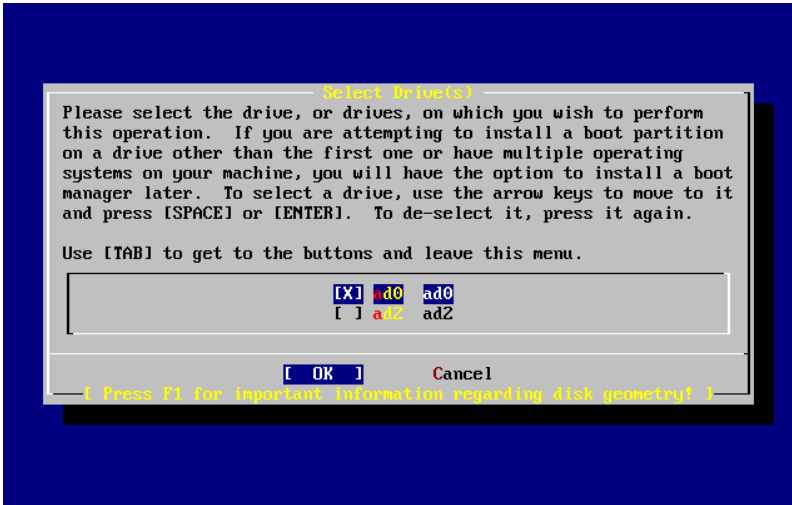 Select Drive(s)
Please select the drive, or drives, on which you wish to perform
this operation.  If you are attempting to install a boot partition
on a drive other than the first one or have multiple operating
systems on your machine, you will have the option to install a boot
manager later.  To select a drive, use the arrow keys to move to it
and press [SPACE] or [ENTER].  To de-select it, press it again.
Use [TAB] to get to the buttons and leave this menu.
[X] ad0 ad0
[ ] ad2 ad2
[ OK ] Cancel
[ Press F1 for important information regarding disk geometry! ]